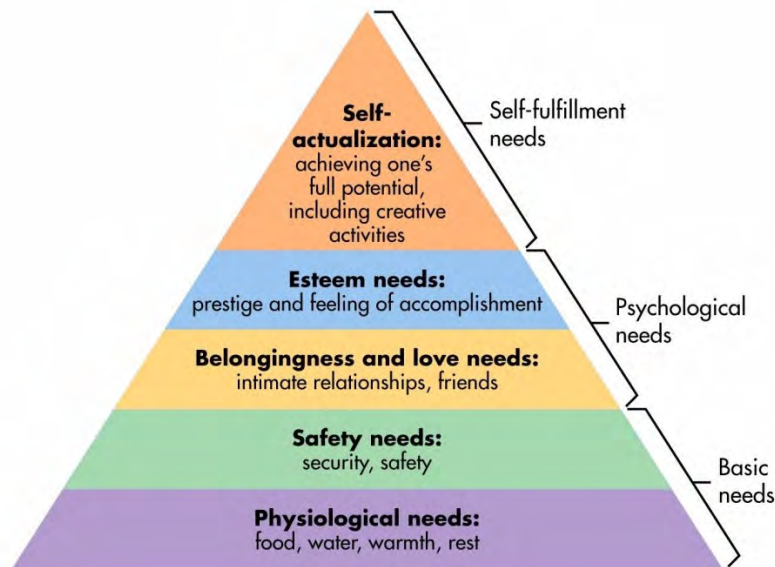 Self-
actualization:
achieving one's
full potential,
including creative
activities
Self-fulfillment
needs
Esteem needs:
prestige and feeling of accomplishment
Psychological
needs
Belongingness and love needs:
intimate relationships, friends
Safety needs:
security, safety
Basic
needs
Physiological needs:
food, water, warmth, rest